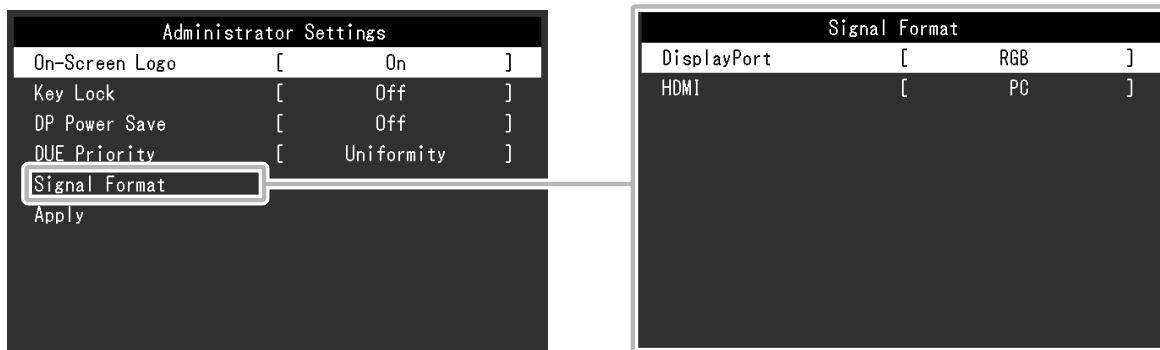 Administrator Settings
On-Screen Logo [ On ]
Key Lock [ Off ]
DP Power Save [ Off ]
DUE Priority [ Uniformity ]
Signal Format
Apply
Signal Format
DisplayPort [ RGB ]
HDMI [ PC ]